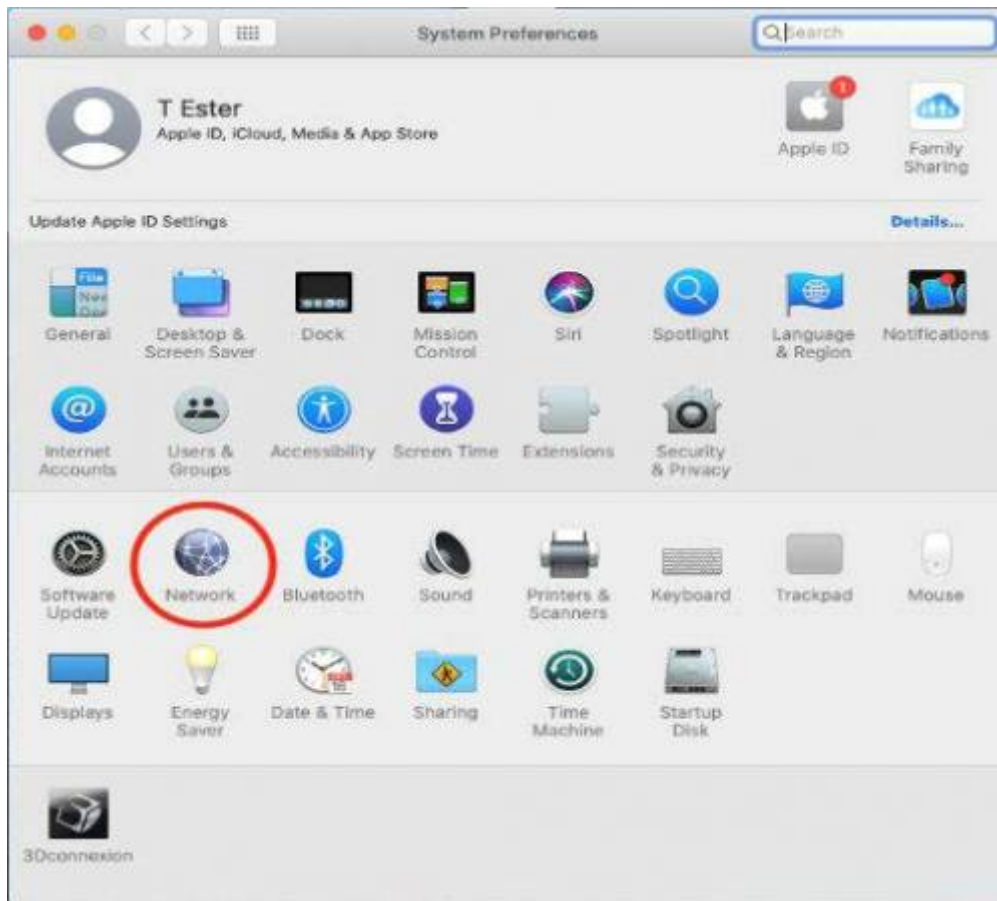 System Preferences
Search
T Ester
Apple ID, iCloud, Media & App Store
1
Apple ID
Family
Sharing
Update Apple ID Settings
Details...
File
New
General
Desktop &
Screen Saver
Dock
Mission
Control
Siri
Spotlight
Language
& Region
Notifications
@
Internet
Accounts
Users &
Groups
Accessibility
Screen Time
Extensions
Security
& Privacy
Software
Update
Network
Bluetooth
Sound
Printers &
Scanners
Keyboard
Trackpad
Mouse
Displays
Energy
Saver
Date & Time
Sharing
Time
Machine
Startup
Disk
3Dconnexion